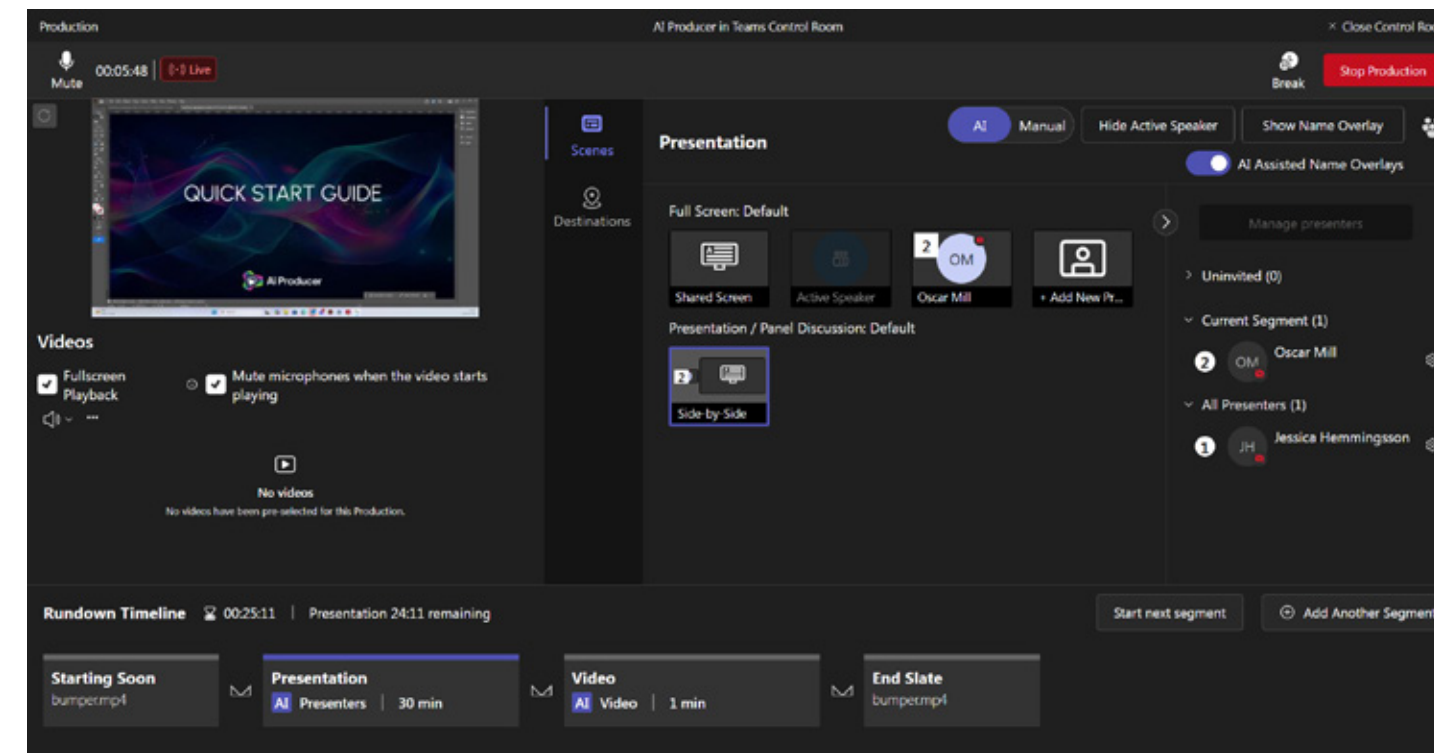 Production
AI Producer in Teams Control Room
× Close Control Roo
Mute
00:05:48
Live
Break
Stop Production
QUICK START GUIDE
AI Producer
Videos
Fullscreen
Playback
Mute microphones when the video starts
playing
No videos
No videos have been pre-selected for this Production.
Scenes
Destinations
Presentation
AI
Manual
Hide Active Speaker
Show Name Overlay
AI Assisted Name Overlays
Full Screen: Default
Shared Screen
Active Speaker
2
OM
Oscar Mill
+ Add New Pr...
Presentation / Panel Discussion: Default
2
Side-by-Side
Manage presenters
Uninvited (0)
Current Segment (1)
2 OM Oscar Mill
All Presenters (1)
1 JH Jessica Hemmingsson
Rundown Timeline 00:25:11 | Presentation 24:11 remaining
Start next segment
Add Another Segment
Starting Soon
bumper.mp4
Presentation
AI Presenters | 30 min
Video
AI Video | 1 min
End Slate
bumper.mp4